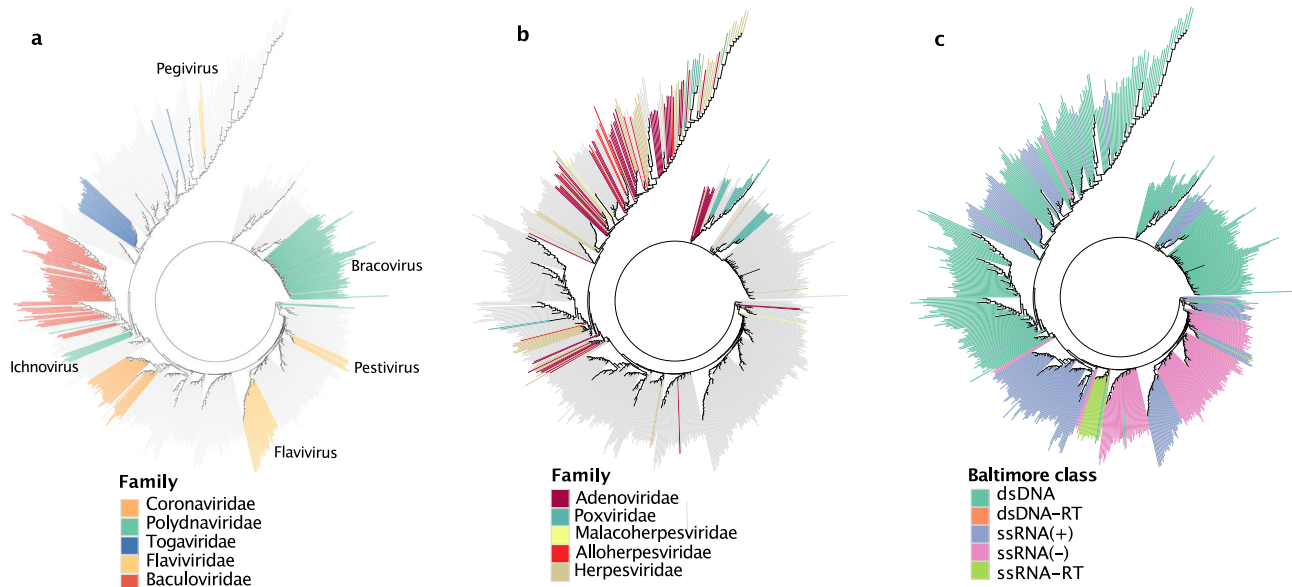 a
Pegivirus
Bracovirus
Ichnovirus
Pestivirus
Flavivirus
Family
Coronaviridae
Polydnaviridae
Togaviridae
Flaviviridae
Baculoviridae
b
Family
Adenoviridae
Poxviridae
Malacoherpesviridae
Alloherpesviridae
Herpesviridae
c
Baltimore class
dsDNA
dsDNA-RT
ssRNA(+)
ssRNA(-)
ssRNA-RT